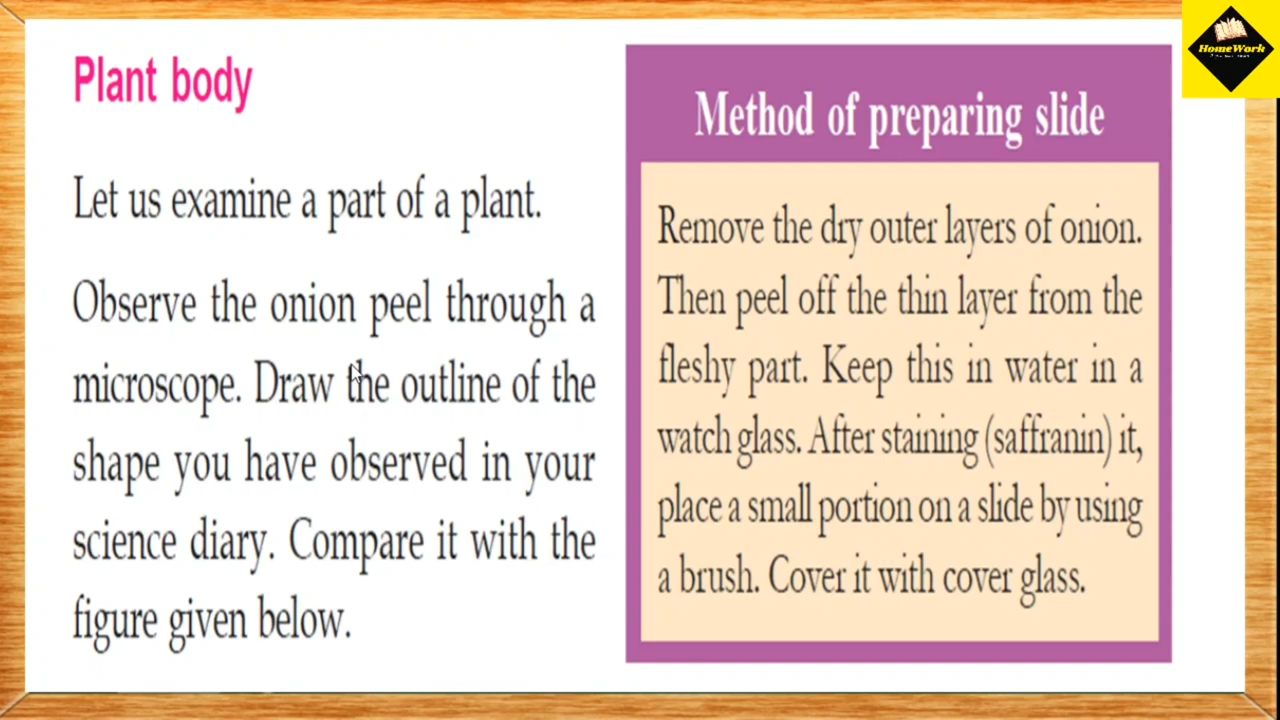 Plant body
Let us examine a part of a plant.
Observe the onion peel through a
microscope. Draw the outline of the
shape you have observed in your
science diary. Compare it with the
figure given below.
Method of preparing slide
Remove the dry outer layers of onion.
Then peel off the thin layer from the
fleshy part. Keep this in water in a
watch glass. After staining (saffranin) it,
place a small portion on a slide by using
a brush. Cover it with cover glass.
HomeWork